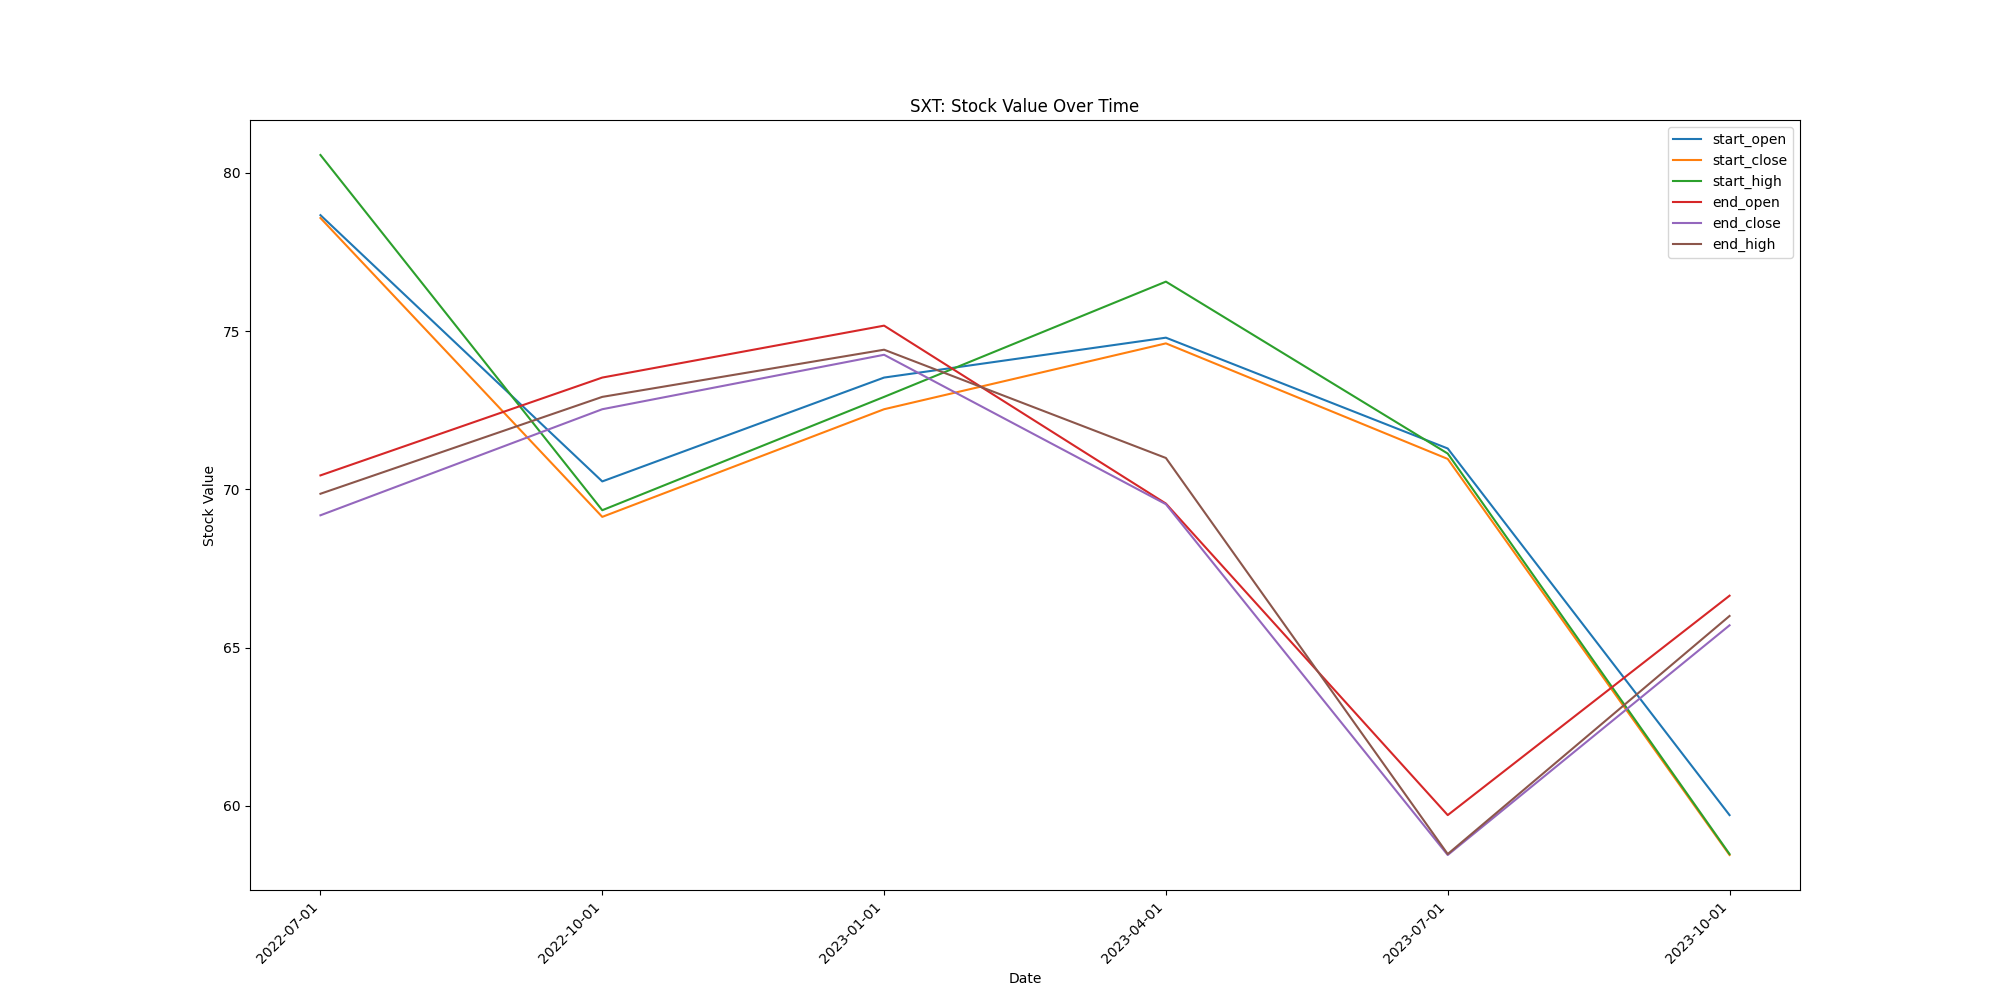 SXT: Stock Value Over Time
start_open
start_close
start_high
end_open
end_close
end_high
Stock Value
80
75
70
65
60
2022-07-01
2022-10-01
2023-01-01
2023-04-01
2023-07-01
2023-10-01
Date